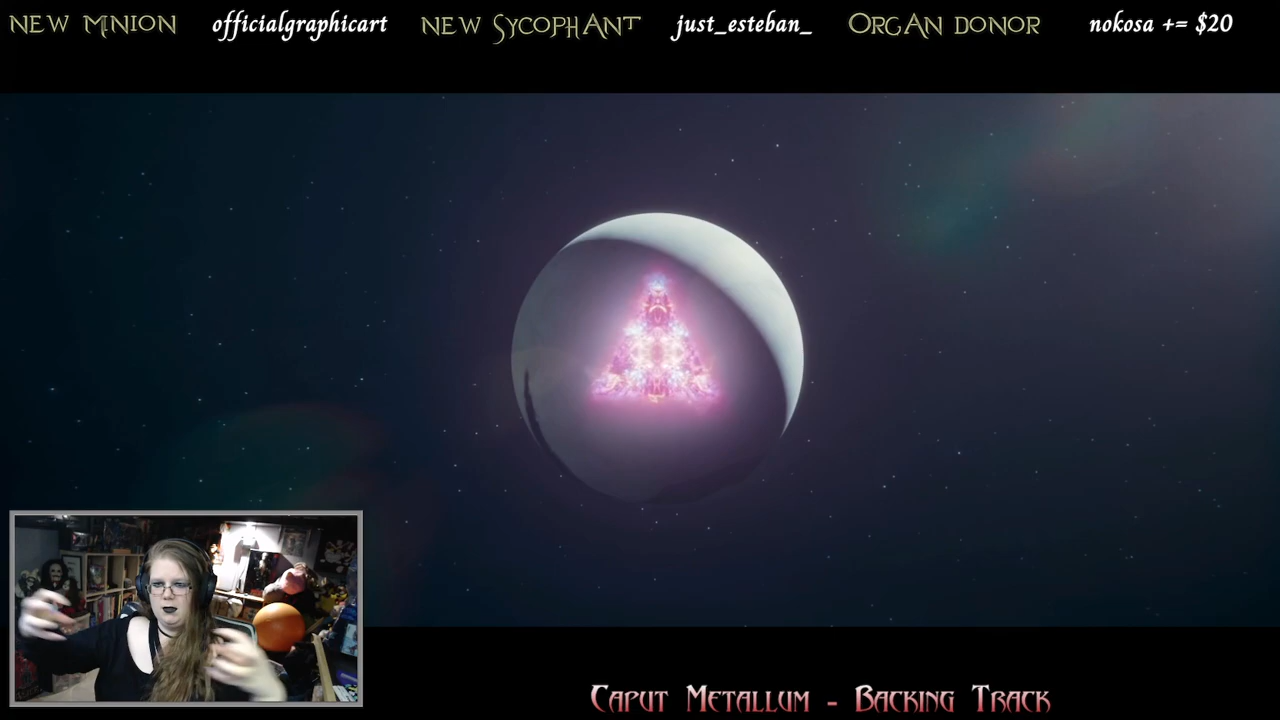 NEW MINION officialgraphicart NEW SYCOPHANT just_esteban_ ORGAN DONOR nokosa += $20
CAPUT METALLUM - BACKING TRACK